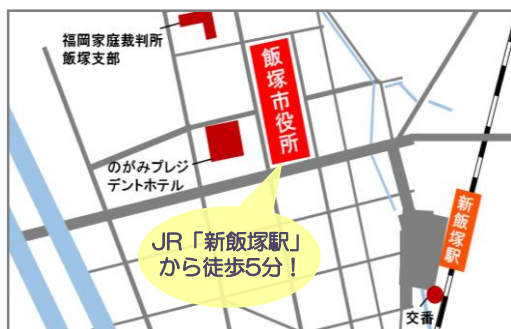 福岡家庭裁判所
飯塚支部
飯塚市役所
のがみプレジ
デントホテル
JR「新飯塚駅」
から徒歩5分！
新飯塚駅
交番